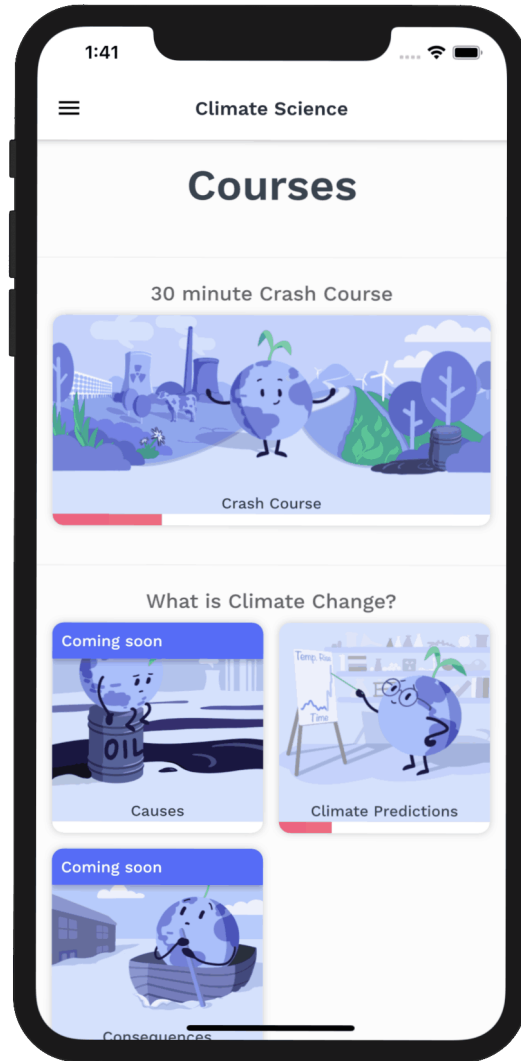 1:41
Climate Science
Courses
30 minute Crash Course
Crash Course
What is Climate Change?
Coming soon
OIL
Causes
Temp. Rise
Time
Climate Predictions
Coming soon
Consequences